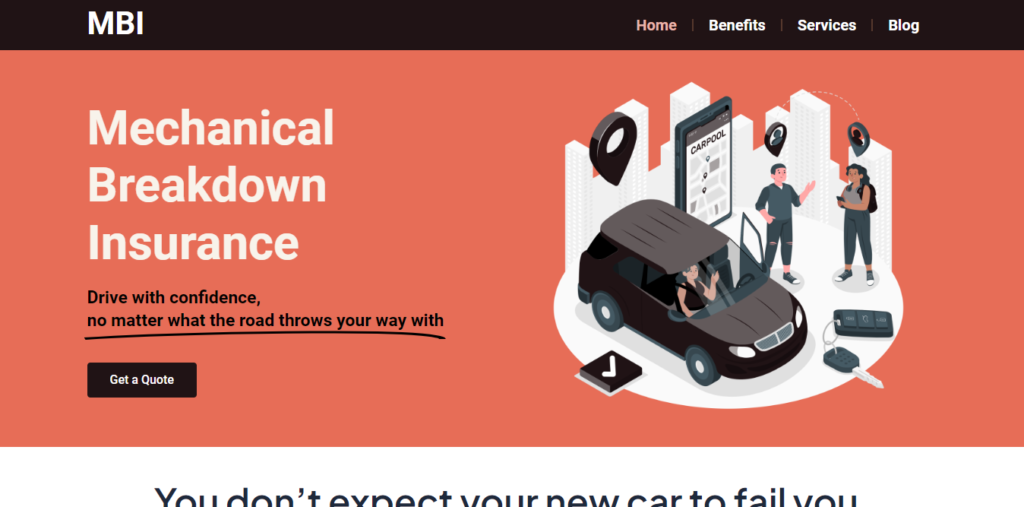 MBI
Home
Benefits
Services
Blog
Mechanical
Breakdown
Insurance
Drive with confidence,
no matter what the road throws your way with
Get a Quote
CARPOOL
You don't expect your new car to fail you